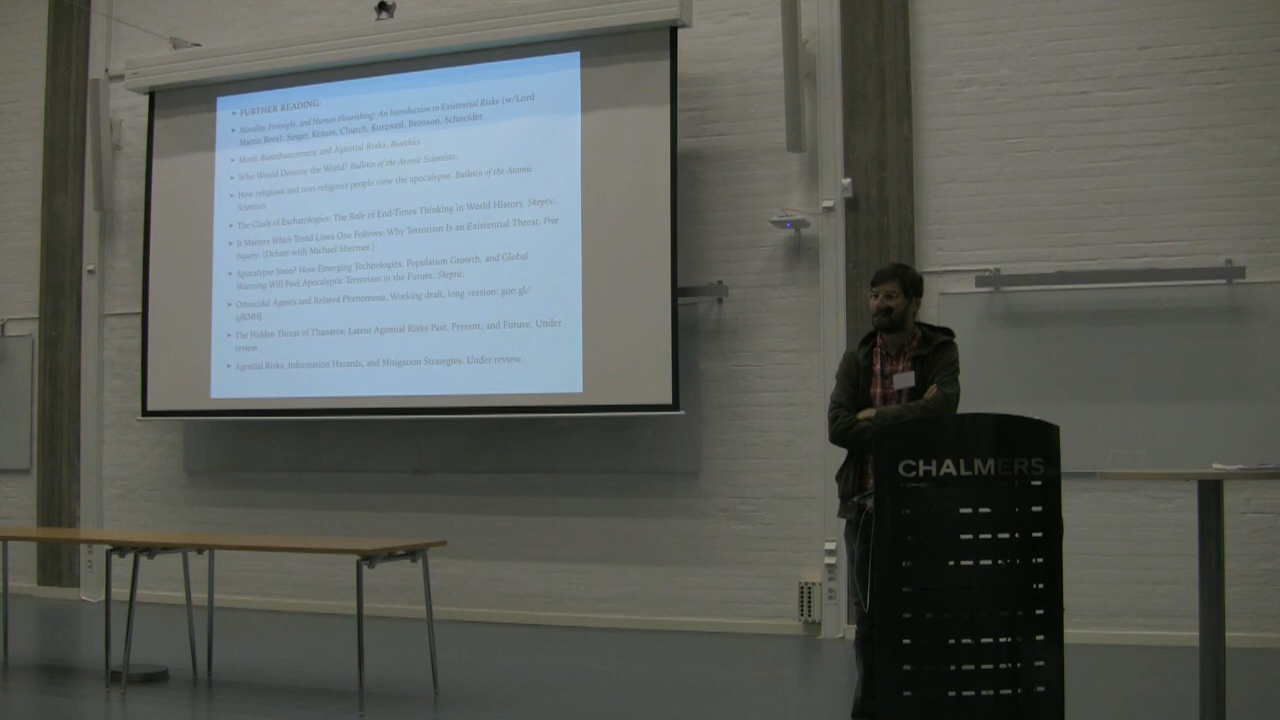 ➤ FURTHER READING:
➤ Morality, Foresight, and Human Flourishing: An Introduction to Existential Risks (w/Lord
Martin Rees). Singer, Krauss, Church, Kurzweil, Bronson, Schneider.
➤ Moral Bioenhancement and Agential Risks. Bioethics.
➤ Who Would Destroy the World? Bulletin of the Atomic Scientists.
➤ How religious and non-religious people view the apocalypse. Bulletin of the Atomic
Scientists.
➤ The Clash of Eschatologies: The Role of End-Times Thinking in World History. Skeptic.
➤ It Matters Which Trend Lines One Follows: Why Terrorism Is an Existential Threat. Free
Inquiry. (Debate with Michael Shermer.)
➤ Apocalypse Soon? How Emerging Technologies, Population Growth, and Global
Warming Will Fuel Apocalyptic Terrorism in the Future. Skeptic.
➤ Omnicidal Agents and Related Phenomena. Working draft, long version: goo.gl/
➤ The Hidden Threat of Thanatos: Latent Agential Risks Past, Present, and Future. Under
review.
➤ Agential Risks, Information Hazards, and Mitigation Strategies. Under review.
CHALMERS